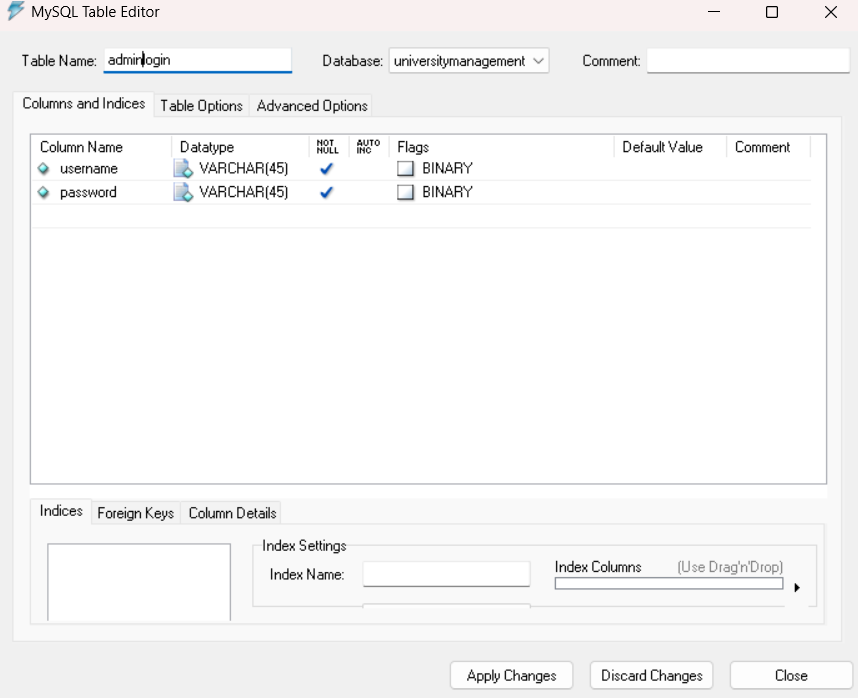 MySQL Table Editor
Table Name: adminlogin Database: universitymanagement Comment:
Columns and Indices Table Options Advanced Options
Column Name Datatype NOT NULL AUTO INC Flags Default Value Comment
username VARCHAR(45) BINARY
password VARCHAR(45) BINARY
Indices Foreign Keys Column Details
Index Settings
Index Name: Index Columns (Use Drag'n'Drop)
Apply Changes Discard Changes Close